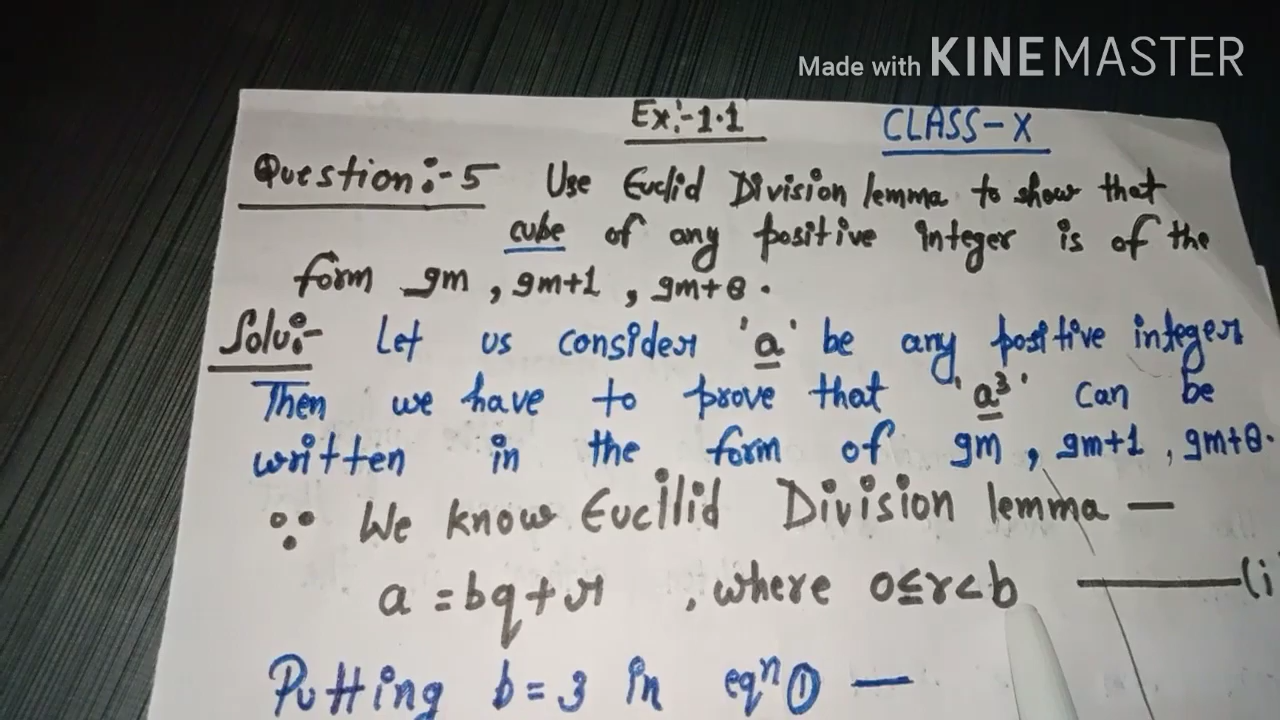 Made with KINEMASTER
Ex:-1.1 CLASS-X
Question:-5 Use Euclid Division lemma to show that
cube of any positive integer is of the
form 9m, 9m+1, 9m+8.
Solu:- Let us consider 'a' be any positive integer
Then we have to prove that 'a³' can be
written in the form of 9m, 9m+1, 9m+8.
∵ We know Euclilid Division lemma —
a = bq + r , where 0≤r<b —(i
Putting b = 3 in eqⁿ ① —